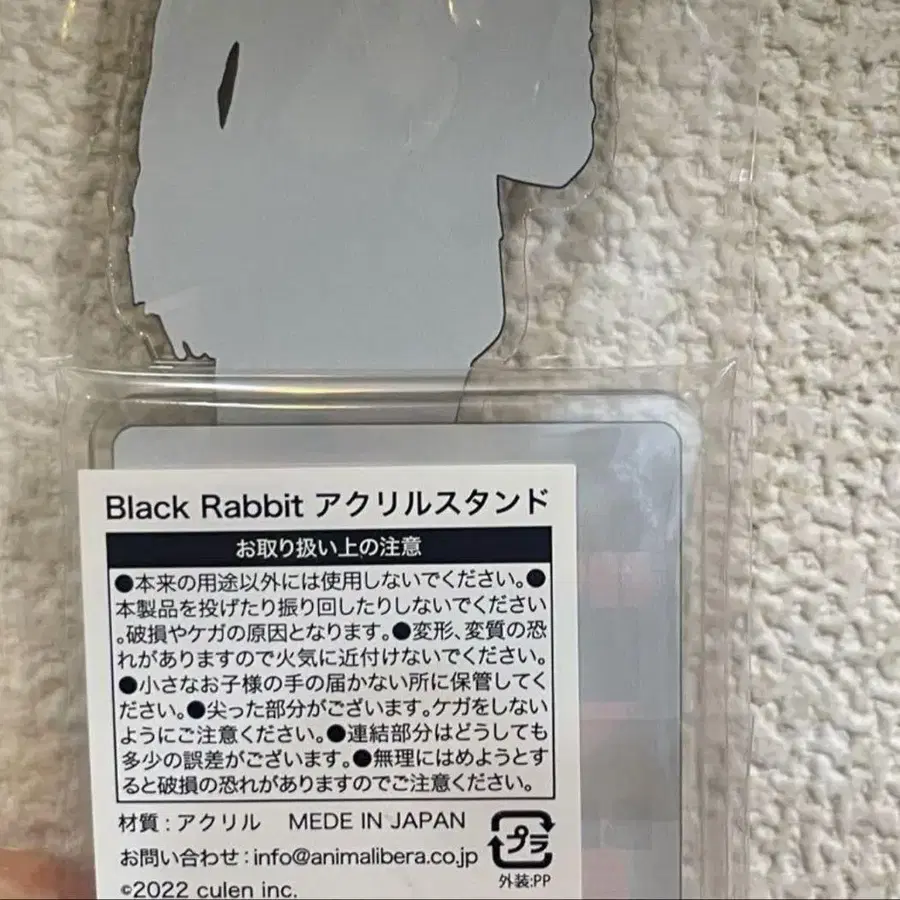 Black Rabbit アクリルスタンド
お取り扱い上の注意
●本来の用途以外には使用しないでください。●
本製品を投げたり振り回したりしないでください
。破損やケガの原因となります。●変形、変質の恐
れがありますので火気に近付けないでください。
●小さなお子様の手の届かない所に保管してく
ださい。●尖った部分がございます。ケガをしない
ようにご注意ください。●連結部分はどうしても
多少の誤差がございます。●無理にはめようとす
ると破損の恐れがありますのでご注意ください。
材質:アクリル MEDE IN JAPAN
お問い合わせ:info@animalibera.co.jp
プラ
外装:PP
©2022 culen inc.